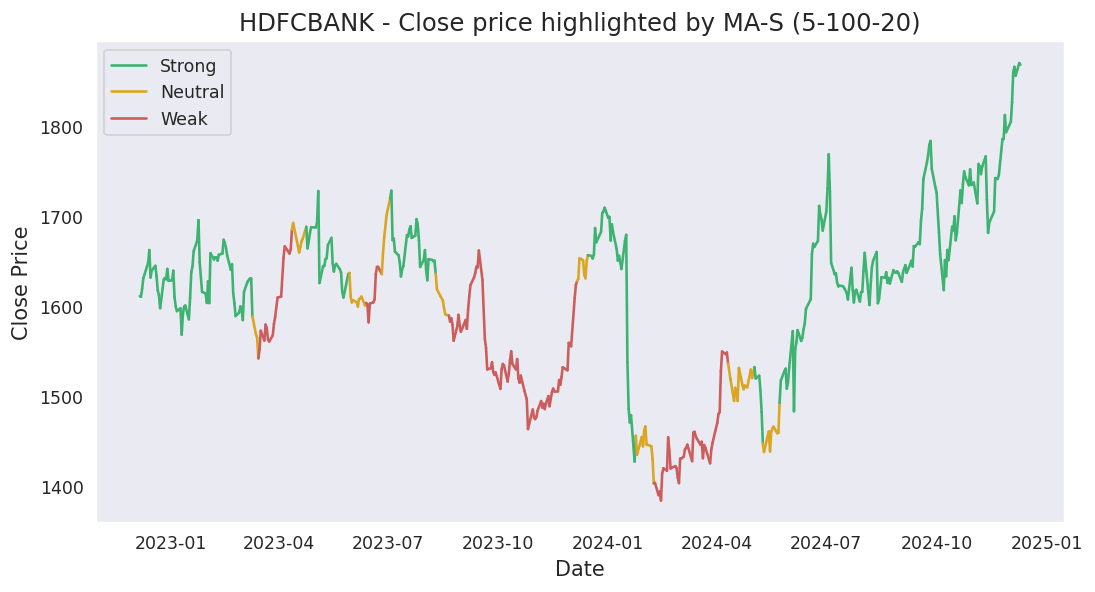 HDFCBANK - Close price highlighted by MA-S (5-100-20)
Strong
Neutral
Weak
Close Price
1800
1700
1600
1500
1400
2023-01 2023-04 2023-07 2023-10 2024-01 2024-04 2024-07 2024-10 2025-01
Date